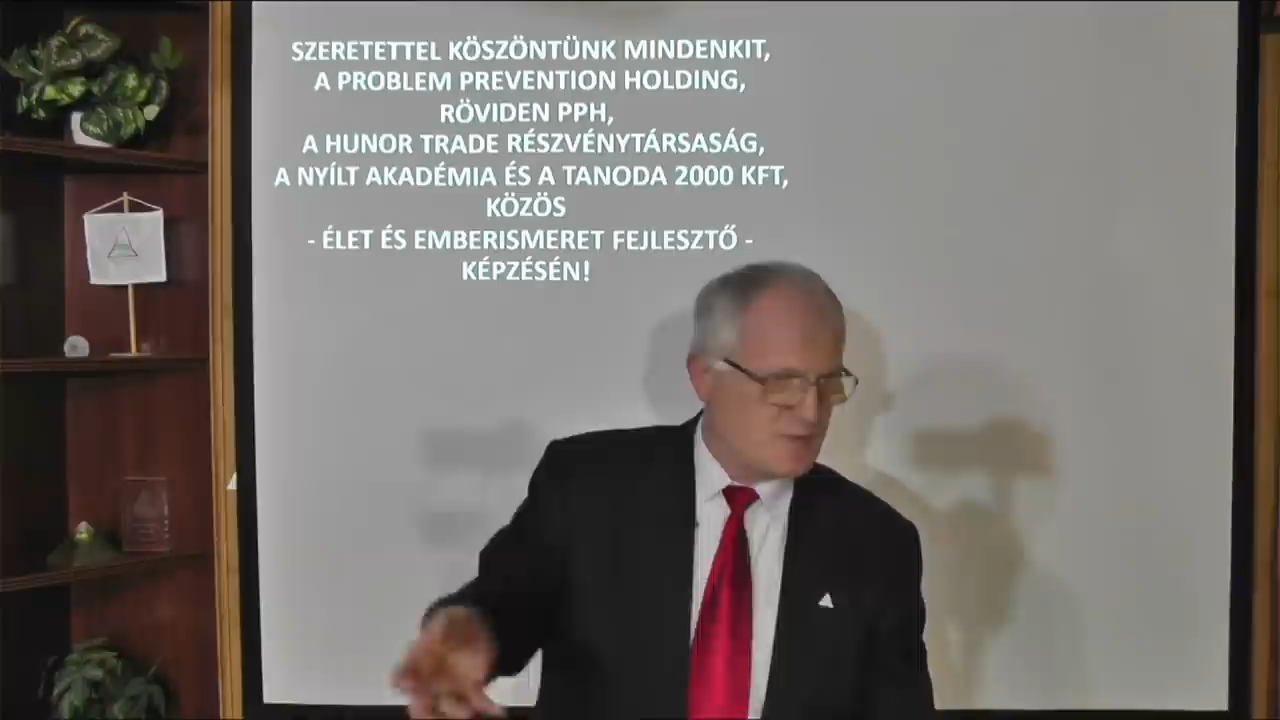 SZERETETTEL KÖSZÖNTÜNK MINDENKIT,
A PROBLEM PREVENTION HOLDING,
RÖVIDEN PPH,
A HUNOR TRADE RÉSZVÉNYTÁRSASÁG,
A NYÍLT AKADÉMIA ÉS A TANODA 2000 KFT,
KÖZÖS
- ÉLET ÉS EMBERISMERET FEJLESZTŐ -
KÉPZÉSÉN!